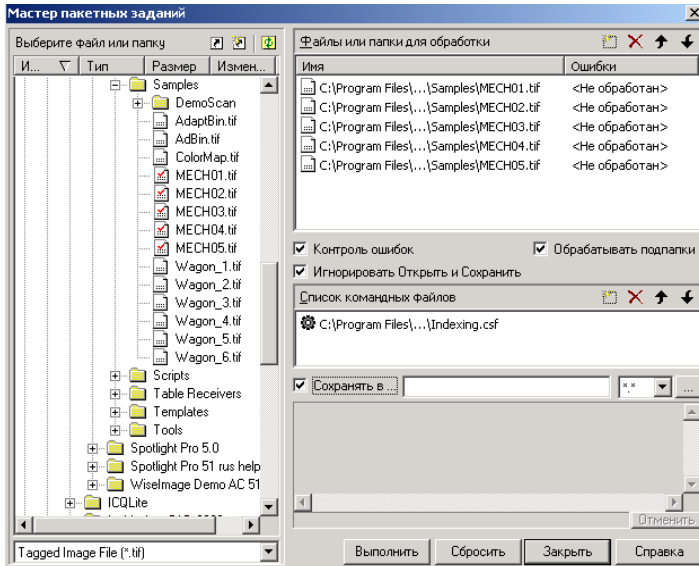 Мастер пакетных заданий
Выберите файл или папку
И... Тип Размер Измен...
Samples
DemoScan
AdaptBin.tif
AdBin.tif
ColorMap.tif
MECH01.tif
MECH02.tif
MECH03.tif
MECH04.tif
MECH05.tif
Wagon_1.tif
Wagon_2.tif
Wagon_3.tif
Wagon_4.tif
Wagon_5.tif
Wagon_6.tif
Scripts
Table Receivers
Templates
Tools
Spotlight Pro 5.0
Spotlight Pro 51 rus help
WiseImage Demo AC 51
ICQLite
Tagged Image File (*.tif)
Файлы или папки для обработки
Имя Ошибки
C:\Program Files\...\Samples\MECH01.tif <Не обработан>
C:\Program Files\...\Samples\MECH02.tif <Не обработан>
C:\Program Files\...\Samples\MECH03.tif <Не обработан>
C:\Program Files\...\Samples\MECH04.tif <Не обработан>
C:\Program Files\...\Samples\MECH05.tif <Не обработан>
Контроль ошибок Обрабатывать подпапки
Игнорировать Открыть и Сохранить
Список командных файлов
C:\Program Files\...\Indexing.csf
Сохранять в ... *.* ...
Отменить
Выполнить Сбросить Закрыть Справка